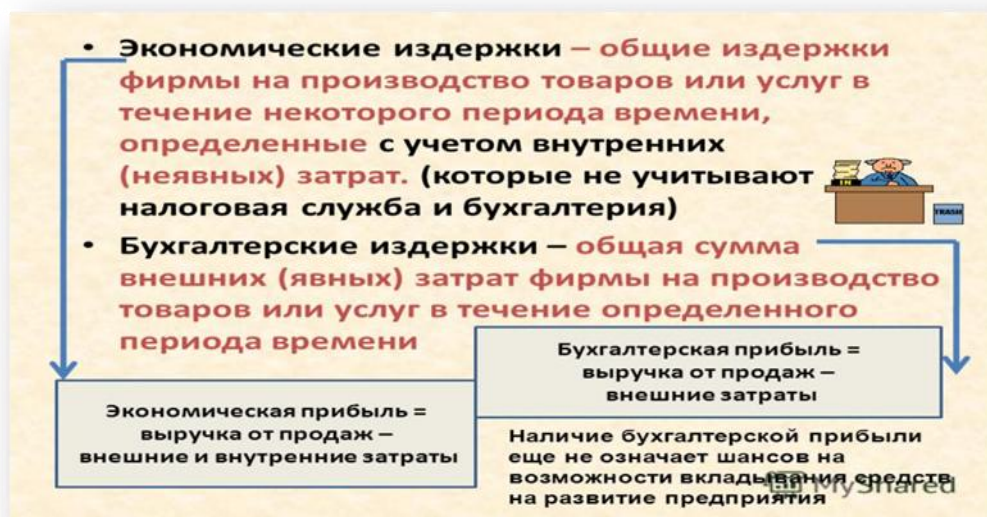 • Экономические издержки – общие издержки
фирмы на производство товаров или услуг в
течение некоторого периода времени,
определенные с учетом внутренних
(неявных) затрат. (которые не учитывают
налоговая служба и бухгалтерия)
IN
TRASH
• Бухгалтерские издержки – общая сумма
внешних (явных) затрат фирмы на производство
товаров или услуг в течение определенного
периода времени
Бухгалтерская прибыль =
выручка от продаж –
внешние затраты
Экономическая прибыль =
выручка от продаж –
внешние и внутренние затраты
Наличие бухгалтерской прибыли
еще не означает шансов на
возможности вкладывания средств
на развитие предприятия
MyShared